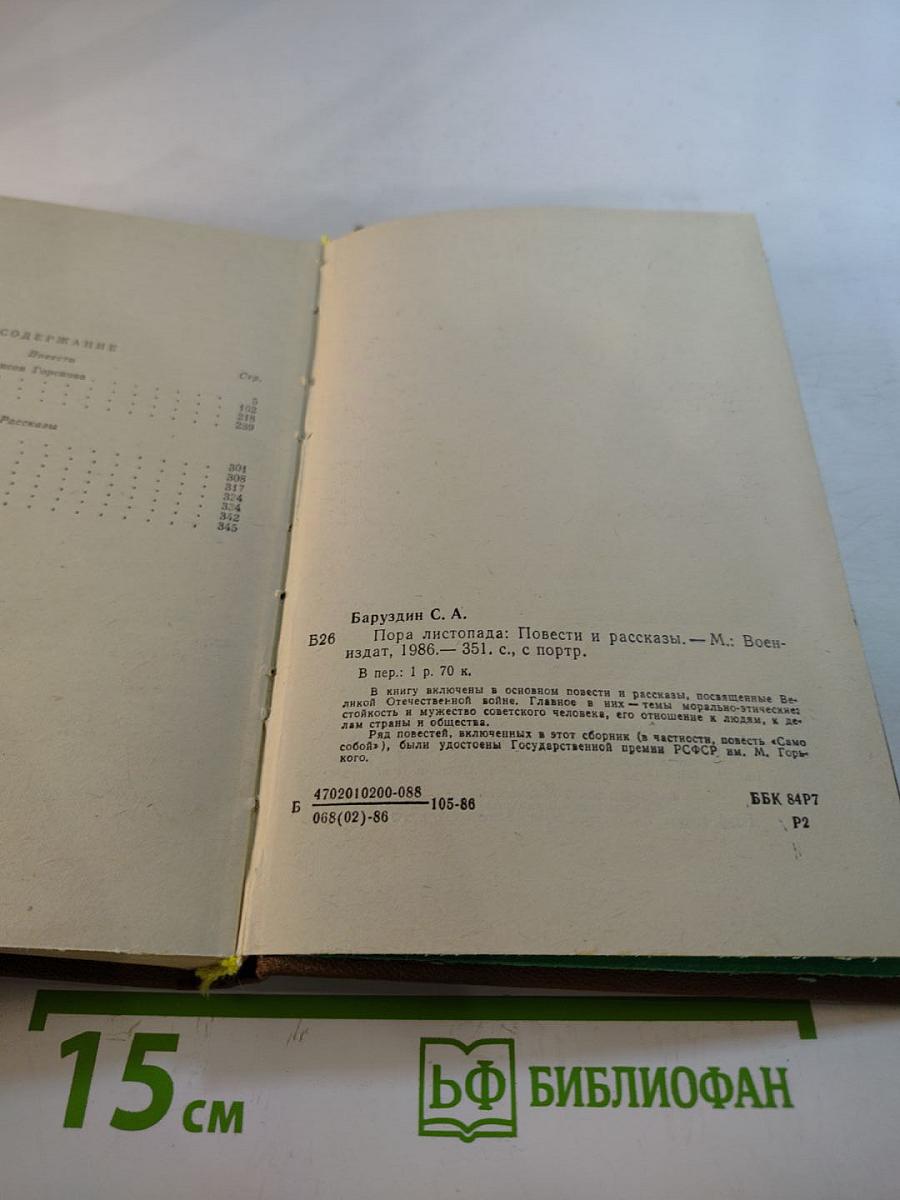 СОДЕРЖАНИЕ
Повести
Стр.
Горскова . . . . . . . . 5
. . . . . . . . 162
. . . . . . . . 218
. . . . . . . . 239
Рассказы
. . . . . . . . 301
. . . . . . . . 308
. . . . . . . . 317
. . . . . . . . 324
. . . . . . . . 334
. . . . . . . . 342
. . . . . . . . 345
Баруздин С. А.
Б26 Пора листопада: Повести и рассказы. — М.: Воен-
издат, 1986.— 351. с., с портр.
В пер.: 1 р. 70 к.
В книгу включены в основном повести и рассказы, посвященные Ве-
ликой Отечественной войне. Главное в них — темы морально-этические:
стойкость и мужество советского человека, его отношение к людям, к де-
лам страны и общества.
Ряд повестей, включенных в этот сборник (в частности, повесть «Само
собой»), были удостоены Государственной премии РСФСР им. М. Горь-
кого.
Б 4702010200-088 105-86
068(02)-86
ББК 84Р7
Р2
15 см
ЬФ БИБЛИОФАН